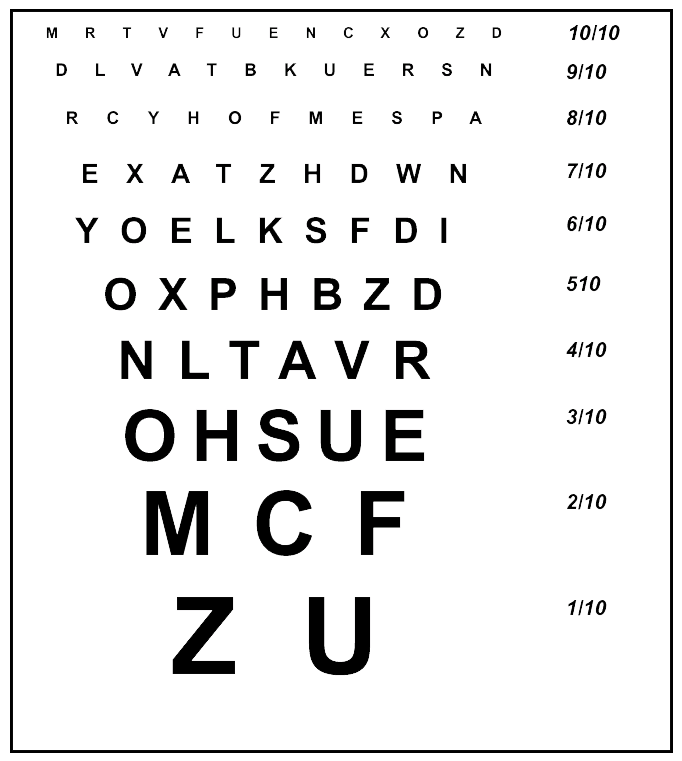 M R T V F U E N C X O Z D 10/10
D L V A T B K U E R S N 9/10
R C Y H O F M E S P A 8/10
E X A T Z H D W N 7/10
Y O E L K S F D I 6/10
O X P H B Z D 510
N L T A V R 4/10
O H S U E 3/10
M C F 2/10
Z U 1/10